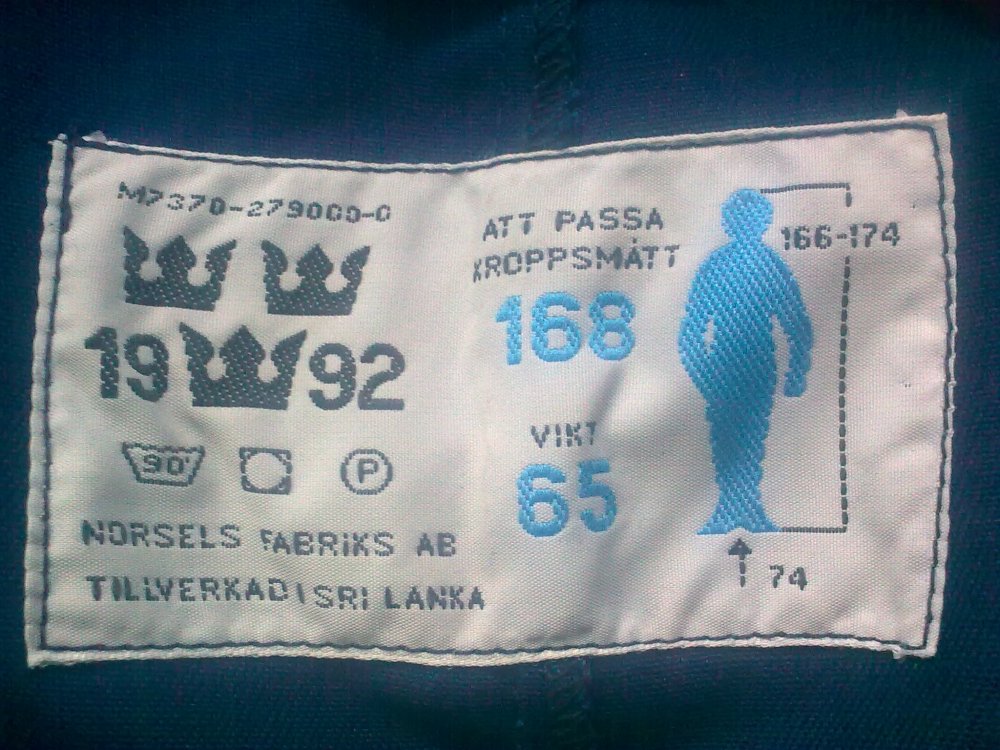 M7370-279000-0
19 92
90°
P
NORSELS FABRIKS AB
TILLVERKAD I SRI LANKA
ATT PASSA
KROPPSMÅTT
168
VIKT
65
166-174
74